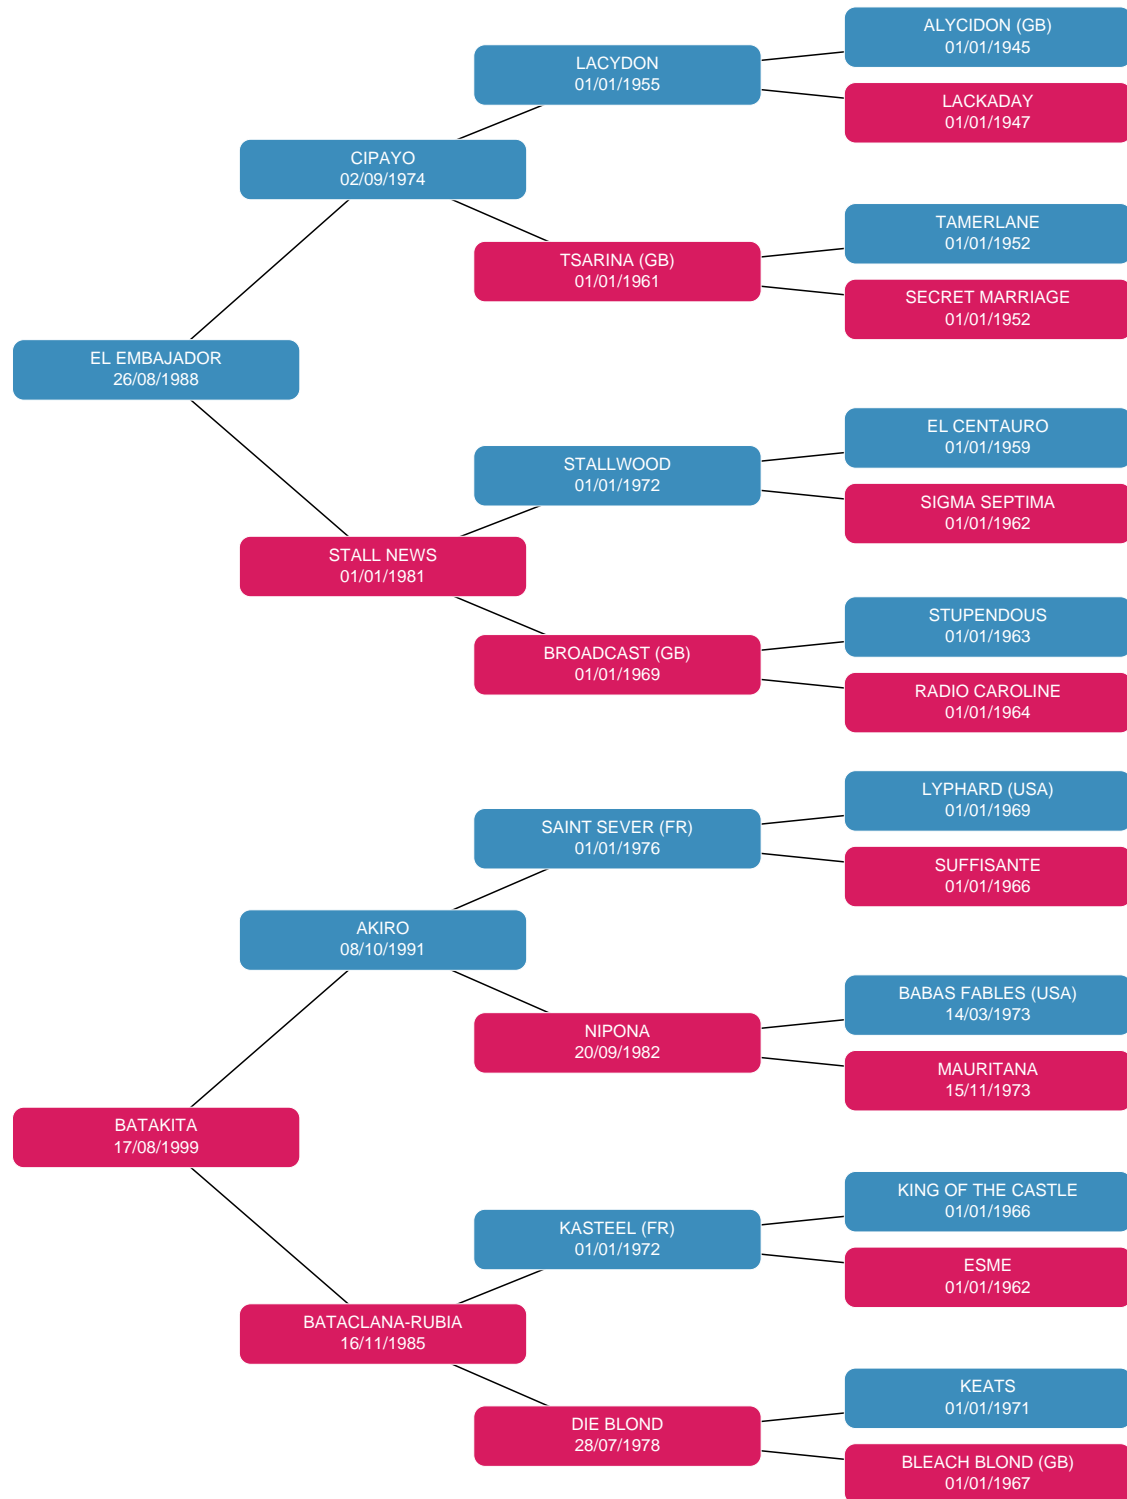 ALYCIDON (GB)
01/01/1945
LACYDON
01/01/1955
LACKADAY
01/01/1947
CIPAYO
02/09/1974
TAMERLANE
01/01/1952
TSARINA (GB)
01/01/1961
SECRET MARRIAGE
01/01/1952
EL EMBAJADOR
26/08/1988
EL CENTAURO
01/01/1959
STALLWOOD
01/01/1972
SIGMA SEPTIMA
01/01/1962
STALL NEWS
01/01/1981
STUPENDOUS
01/01/1963
BROADCAST (GB)
01/01/1969
RADIO CAROLINE
01/01/1964
LYPHARD (USA)
01/01/1969
SAINT SEVER (FR)
01/01/1976
SUFFISANTE
01/01/1966
AKIRO
08/10/1991
BABAS FABLES (USA)
14/03/1973
NIPONA
20/09/1982
MAURITANA
15/11/1973
BATAKITA
17/08/1999
KING OF THE CASTLE
01/01/1966
KASTEEL (FR)
01/01/1972
ESME
01/01/1962
BATACLANA-RUBIA
16/11/1985
KEATS
01/01/1971
DIE BLOND
28/07/1978
BLEACH BLOND (GB)
01/01/1967